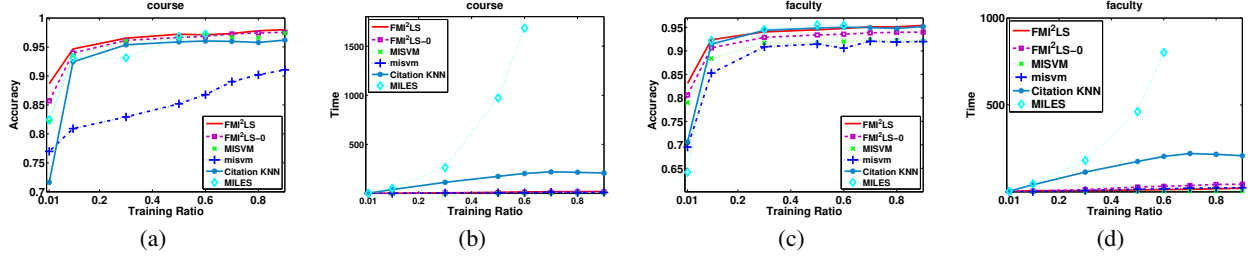 course
Accuracy
1
0.95
0.9
0.85
0.8
0.75
0.7
FMI²LS
FMI²LS−0
MISVM
misvm
Citation KNN
MILES
0.01 0.2 0.4 0.6 0.8
Training Ratio
(a)
course
Time
1500
1000
500
FMI²LS
FMI²LS−0
MISVM
misvm
Citation KNN
MILES
0.01 0.2 0.4 0.6 0.8
Training Ratio
(b)
faculty
Accuracy
0.95
0.9
0.85
0.8
0.75
0.7
0.65
FMI²LS
FMI²LS−0
MISVM
misvm
Citation KNN
MILES
0.01 0.2 0.4 0.6 0.8
Training Ratio
(c)
faculty
Time
1000
500
FMI²LS
FMI²LS−0
MISVM
misvm
Citation KNN
MILES
0.01 0.2 0.4 0.6 0.8
Training Ratio
(d)